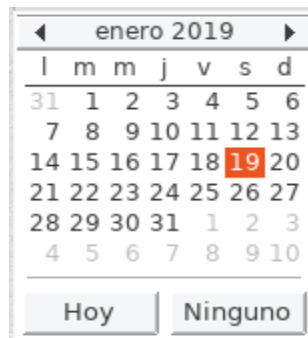 enero 2019
l m m j v s d
31 1 2 3 4 5 6
7 8 9 10 11 12 13
14 15 16 17 18 19 20
21 22 23 24 25 26 27
28 29 30 31 1 2 3
4 5 6 7 8 9 10
Hoy Ninguno